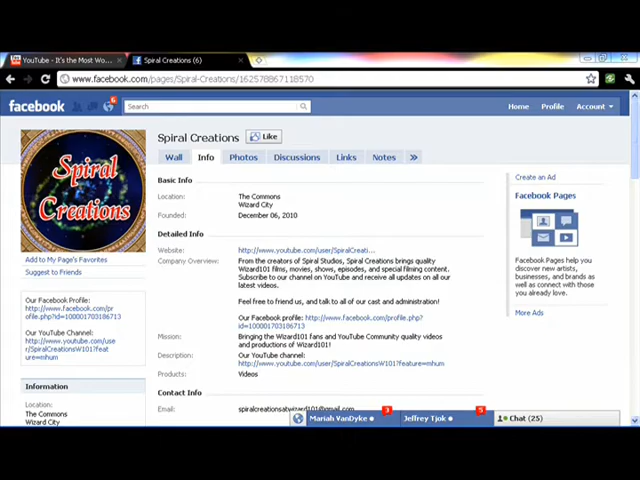 YouTube - It's the Most Wo...
Spiral Creations (6)
www.facebook.com/pages/Spiral-Creations/162578867118570
facebook
6
Search
Home
Profile
Account
Spiral Creations
Like
Wall
Info
Photos
Discussions
Links
Notes
»
Spiral
Creations
Add to My Page's Favorites
Suggest to Friends
Our Facebook Profile:
http://www.facebook.com/pr
ofile.php?id=100001703186713
Our YouTube Channel:
http://www.youtube.com/use
r/SpiralCreationsW101?feat
ure=mhum
Information
Location:
The Commons
Wizard City
Basic Info
Location:
The Commons
Wizard City
Founded:
December 06, 2010
Detailed Info
Website:
http://www.youtube.com/user/SpiralCreati...
Company Overview:
From the creators of Spiral Studios, Spiral Creations brings quality
Wizard101 films, movies, shows, episodes, and special filming content.
Subscribe to our channel on YouTube and receive all updates on all our
latest videos.
Feel free to friend us, and talk to all of our cast and administration!
Our Facebook profile: http://www.facebook.com/profile.php?
id=100001703186713
Mission:
Bringing the Wizard101 fans and YouTube Community quality videos
and productions of Wizard101!
Description:
Our YouTube channel:
http://www.youtube.com/user/SpiralCreationsW101?feature=mhum
Products:
Videos
Contact Info
Email:
spiralcreationsatwizard101@gmail.com
Create an Ad
Facebook Pages
Facebook Pages help you
discover new artists,
businesses, and brands as
well as connect with those
you already love.
More Ads
Mariah VanDyke
3
Jeffrey Tjok
5
Chat (25)